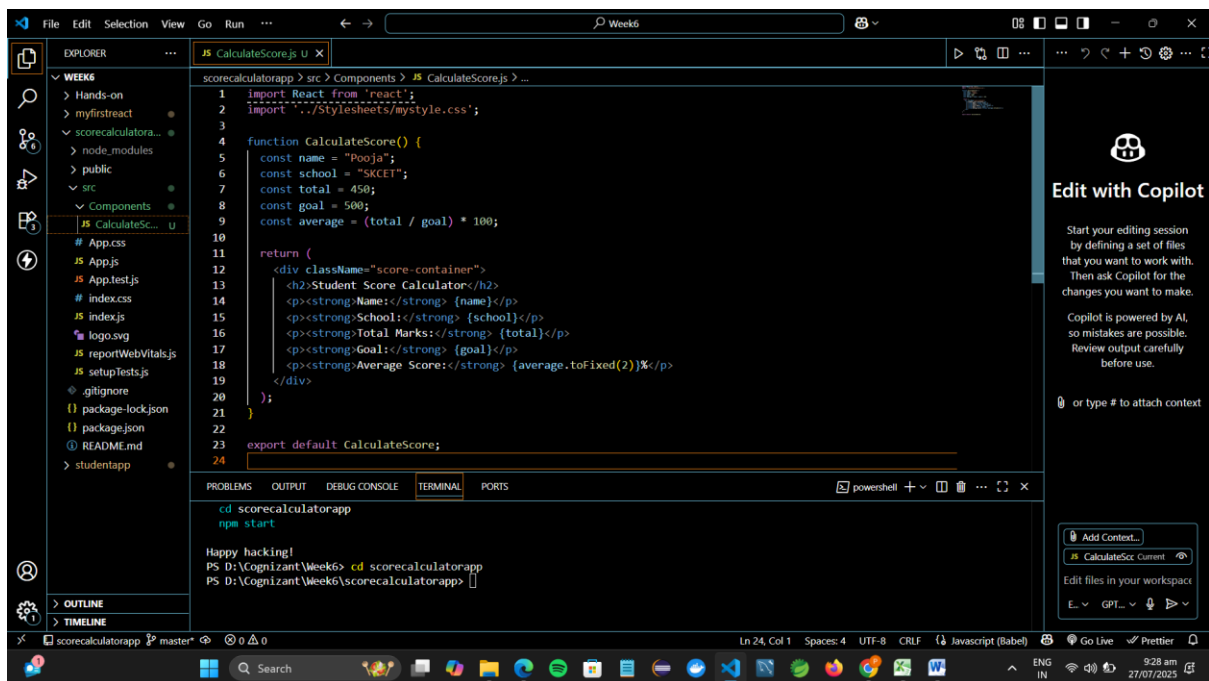 File Edit Selection View Go Run ··· ← → Week6
EXPLORER ···
WEEK6
> Hands-on
> myfirstreact
scorecalculatora...
> node_modules
> public
src
Components
JS CalculateSc... U
# App.css
JS App.js
JS App.test.js
# index.css
JS index.js
logo.svg
JS reportWebVitals.js
JS setupTests.js
.gitignore
{} package-lock.json
{} package.json
README.md
> studentapp
> OUTLINE
> TIMELINE
6
3
1
JS CalculateScore.js U ×
scorecalculatorapp > src > Components > JS CalculateScore.js > ...
1 import React from 'react';
2 import '../Stylesheets/mystyle.css';
3
4 function CalculateScore() {
5 const name = "Pooja";
6 const school = "SKCET";
7 const total = 450;
8 const goal = 500;
9 const average = (total / goal) * 100;
10
11 return (
12 <div className="score-container">
13 <h2>Student Score Calculator</h2>
14 <p><strong>Name:</strong> {name}</p>
15 <p><strong>School:</strong> {school}</p>
16 <p><strong>Total Marks:</strong> {total}</p>
17 <p><strong>Goal:</strong> {goal}</p>
18 <p><strong>Average Score:</strong> {average.toFixed(2)}%</p>
19 </div>
20 );
21 }
22
23 export default CalculateScore;
24
PROBLEMS OUTPUT DEBUG CONSOLE TERMINAL PORTS
powershell
cd scorecalculatorapp
npm start
Happy hacking!
PS D:\Cognizant\Week6> cd scorecalculatorapp
PS D:\Cognizant\Week6\scorecalculatorapp>
Edit with Copilot
Start your editing session
by defining a set of files
that you want to work with.
Then ask Copilot for the
changes you want to make.
Copilot is powered by AI,
so mistakes are possible.
Review output carefully
before use.
or type # to attach context
Add Context...
JS CalculateScc Current
Edit files in your workspace
E... GPT...
scorecalculatorapp master* 0 0
Ln 24, Col 1 Spaces: 4 UTF-8 CRLF Javascript (Babel) Go Live Prettier
Search
ENG
IN
9:28 am
27/07/2025